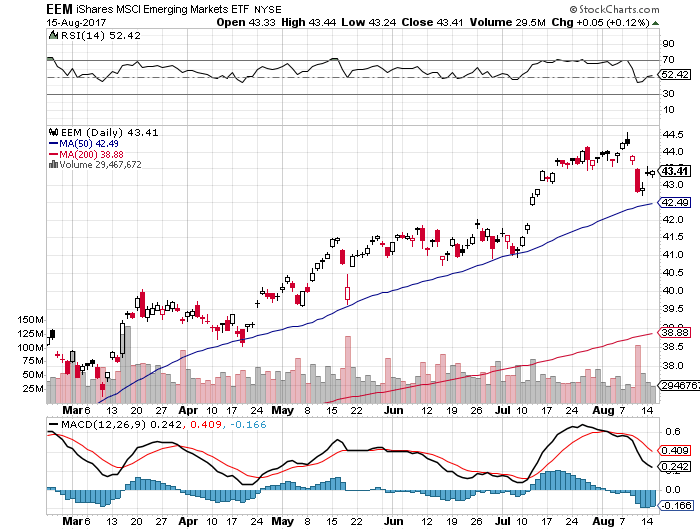 EEM iShares MSCI Emerging Markets ETF NYSE © StockCharts.com
15-Aug-2017 Open 43.33 High 43.44 Low 43.24 Close 43.41 Volume 29.5M Chg +0.05 (+0.12%)
RSI(14) 52.42
90
70
52.42
30
10
EEM (Daily) 43.41
MA(50) 42.49
MA(200) 38.88
Volume 29,467,672
44.5
44.0
43.5
43.41
43.0
42.49
42.0
41.5
41.0
40.5
40.0
39.5
38.88
38.5
38.0
150M
125M
100M
75M
50M
25M
29467672
Mar 6 13 20 27 Apr 10 17 24 May 8 15 22 Jun 12 19 26 Jul 10 17 24 Aug 7 14
MACD(12,26,9) 0.242, 0.409, -0.166
0.6
0.409
0.242
0.0
-0.166
Mar 6 13 20 27 Apr 10 17 24 May 8 15 22 Jun 12 19 26 Jul 10 17 24 Aug 7 14